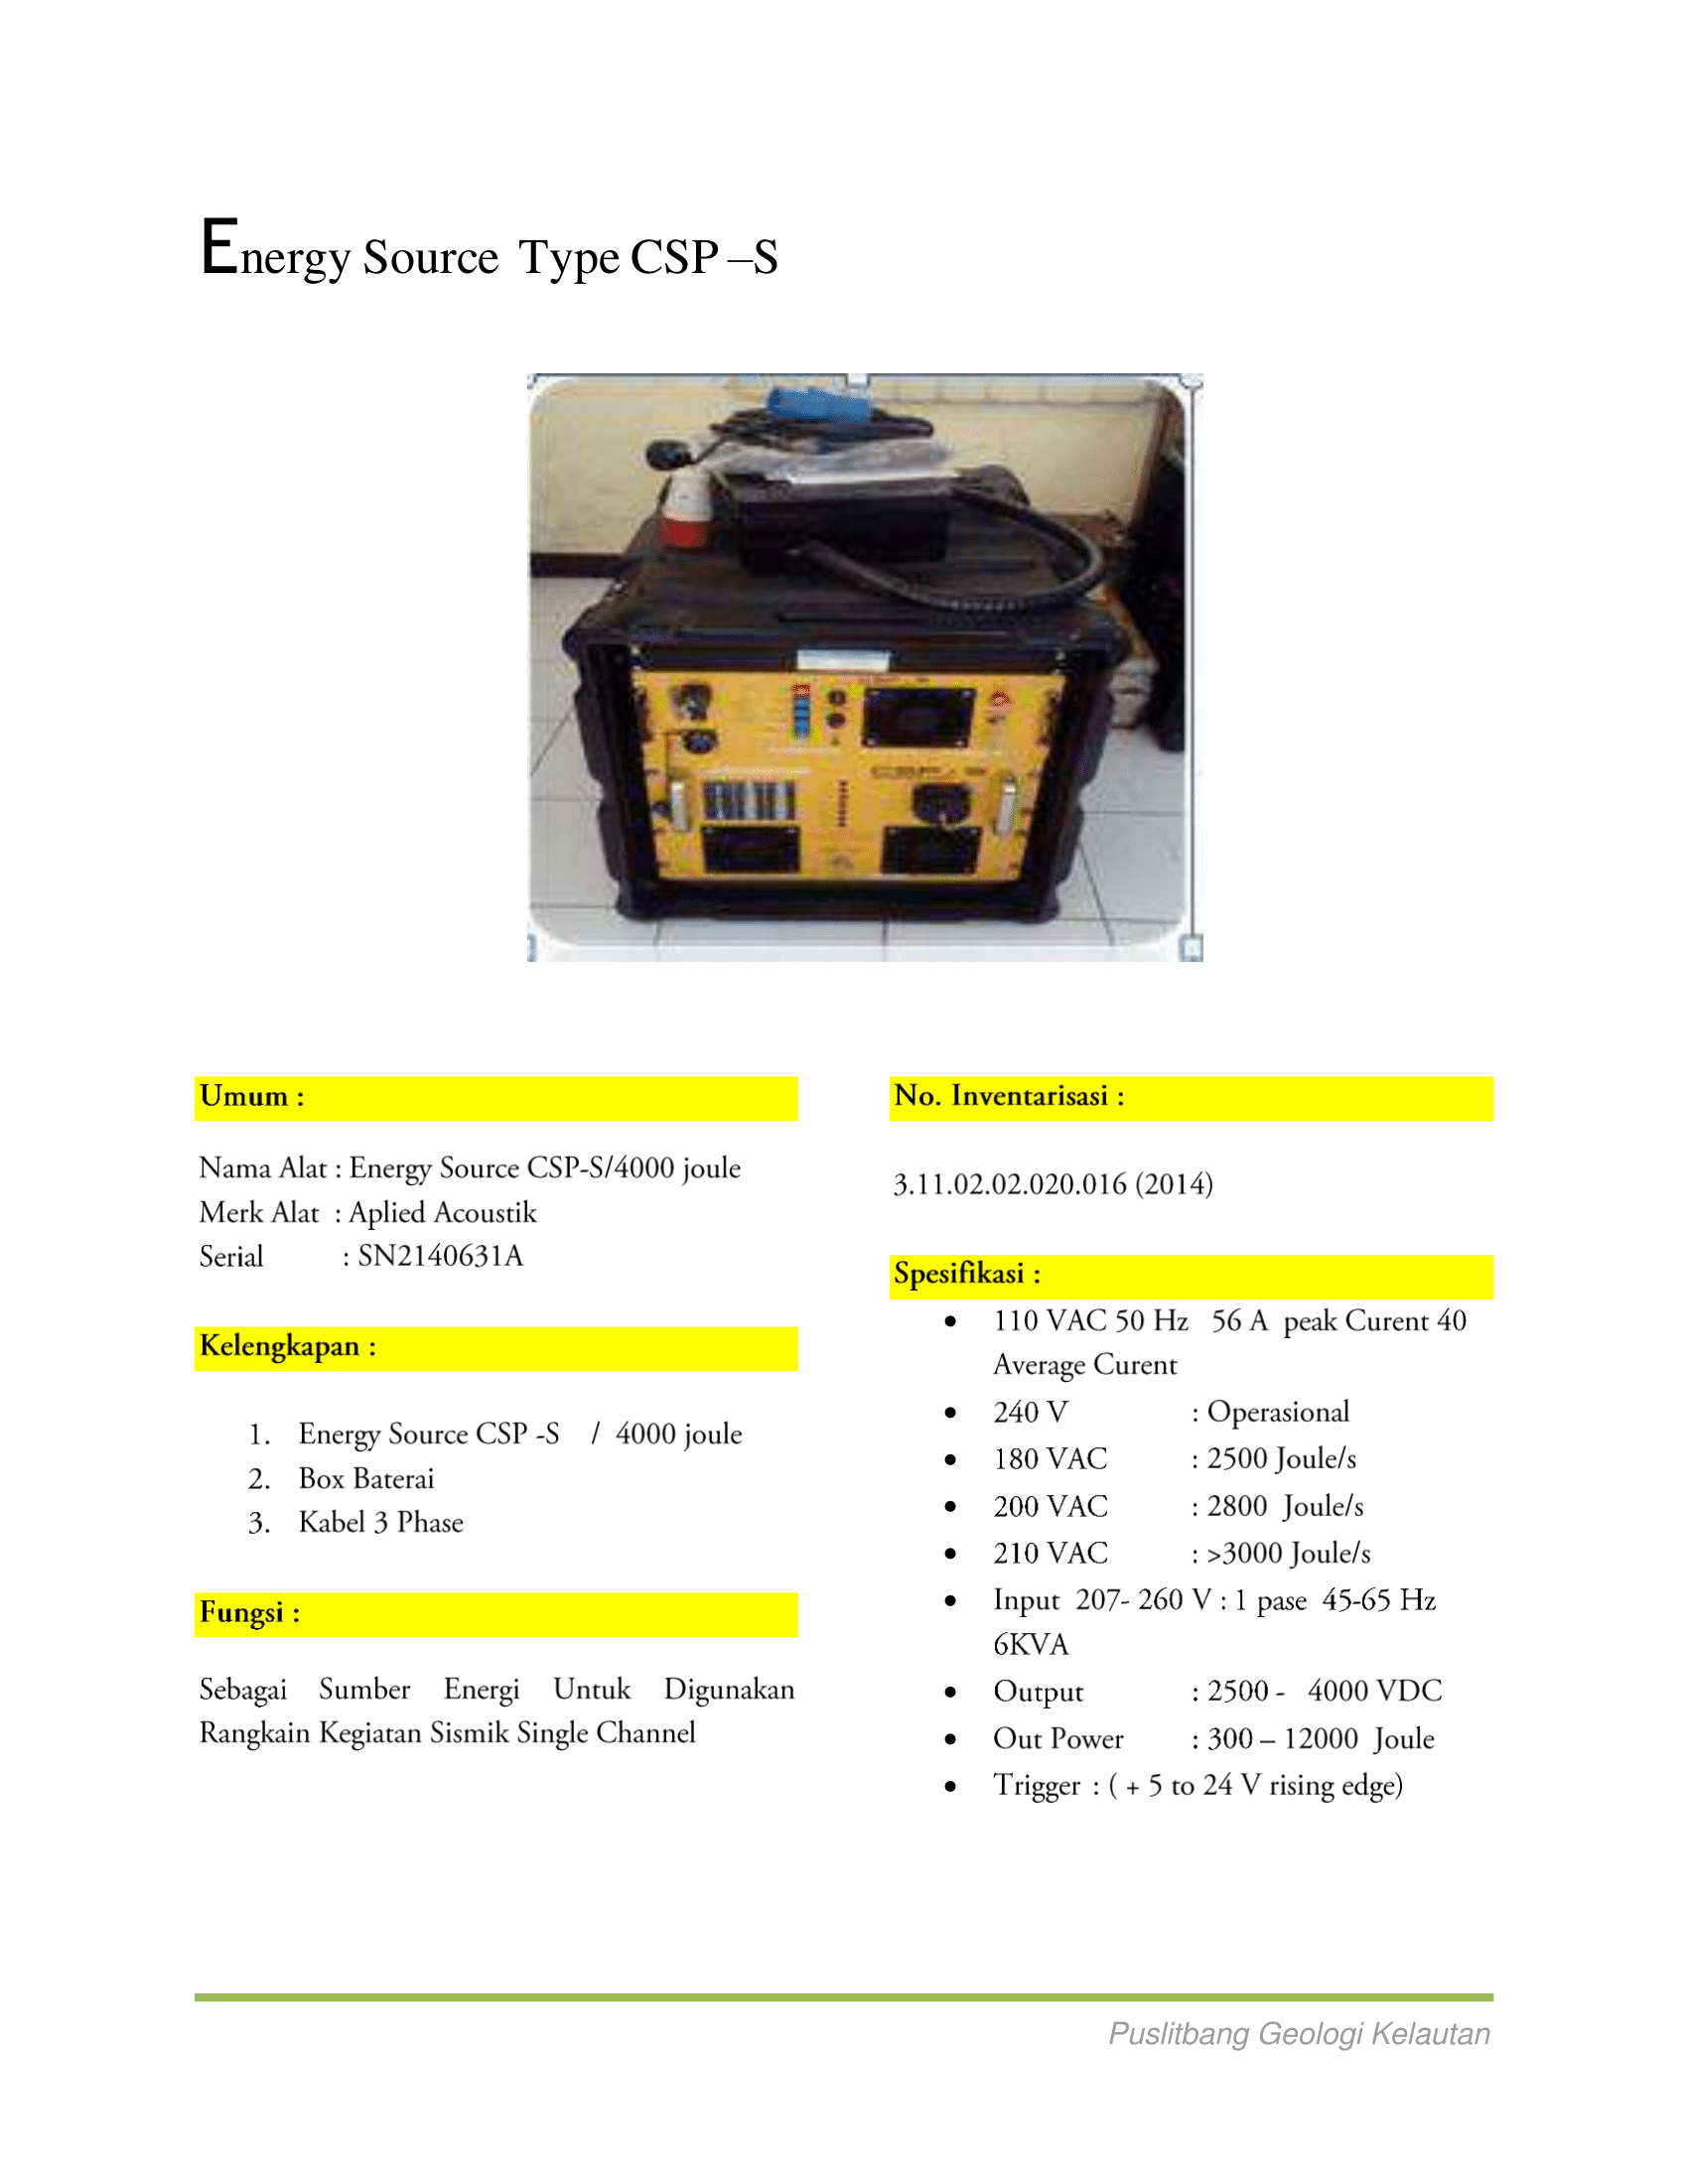 Energy Source Type CSP –S
Umum :
Nama Alat : Energy Source CSP-S/4000 joule
Merk Alat : Aplied Acoustik
Serial : SN2140631A
Kelengkapan :
1. Energy Source CSP -S / 4000 joule
2. Box Baterai
3. Kabel 3 Phase
Fungsi :
Sebagai Sumber Energi Untuk Digunakan
Rangkain Kegiatan Sismik Single Channel
No. Inventarisasi :
3.11.02.02.020.016 (2014)
Spesifikasi :
• 110 VAC 50 Hz 56 A peak Curent 40
Average Curent
• 240 V : Operasional
• 180 VAC : 2500 Joule/s
• 200 VAC : 2800 Joule/s
• 210 VAC : >3000 Joule/s
• Input 207- 260 V : 1 pase 45-65 Hz
6KVA
• Output : 2500 - 4000 VDC
• Out Power : 300 – 12000 Joule
• Trigger : ( + 5 to 24 V rising edge)
Puslitbang Geologi Kelautan